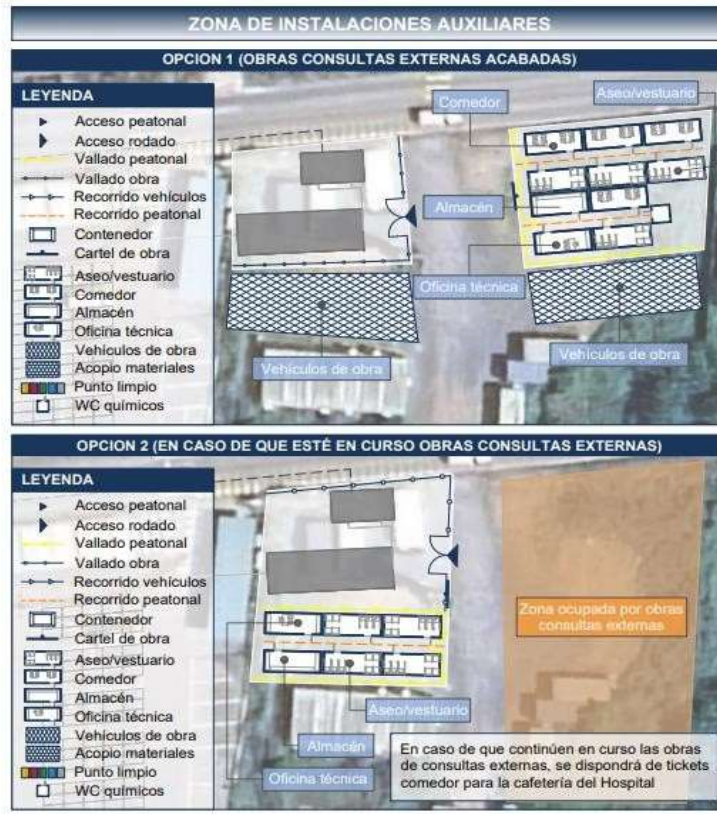 ZONA DE INSTALACIONES AUXILIARES
OPCION 1 (OBRAS CONSULTAS EXTERNAS ACABADAS)
LEYENDA
Acceso peatonal
Acceso rodado
Vallado peatonal
Vallado obra
Recorrido vehículos
Recorrido peatonal
Contenedor
Cartel de obra
Aseo/vestuario
Comedor
Almacén
Oficina técnica
Vehículos de obra
Acopio materiales
Punto limpio
WC químicos
Comedor
Aseo/vestuario
Almacén
Oficina técnica
Vehículos de obra
Vehículos de obra
OPCION 2 (EN CASO DE QUE ESTÉ EN CURSO OBRAS CONSULTAS EXTERNAS)
LEYENDA
Acceso peatonal
Acceso rodado
Vallado peatonal
Vallado obra
Recorrido vehículos
Recorrido peatonal
Contenedor
Cartel de obra
Aseo/vestuario
Comedor
Almacén
Oficina técnica
Vehículos de obra
Acopio materiales
Punto limpio
WC químicos
Zona ocupada por obras
consultas externas
Aseo/vestuario
Almacén
Oficina técnica
En caso de que continúen en curso las obras
de consultas externas, se dispondrá de tickets
comedor para la cafetería del Hospital